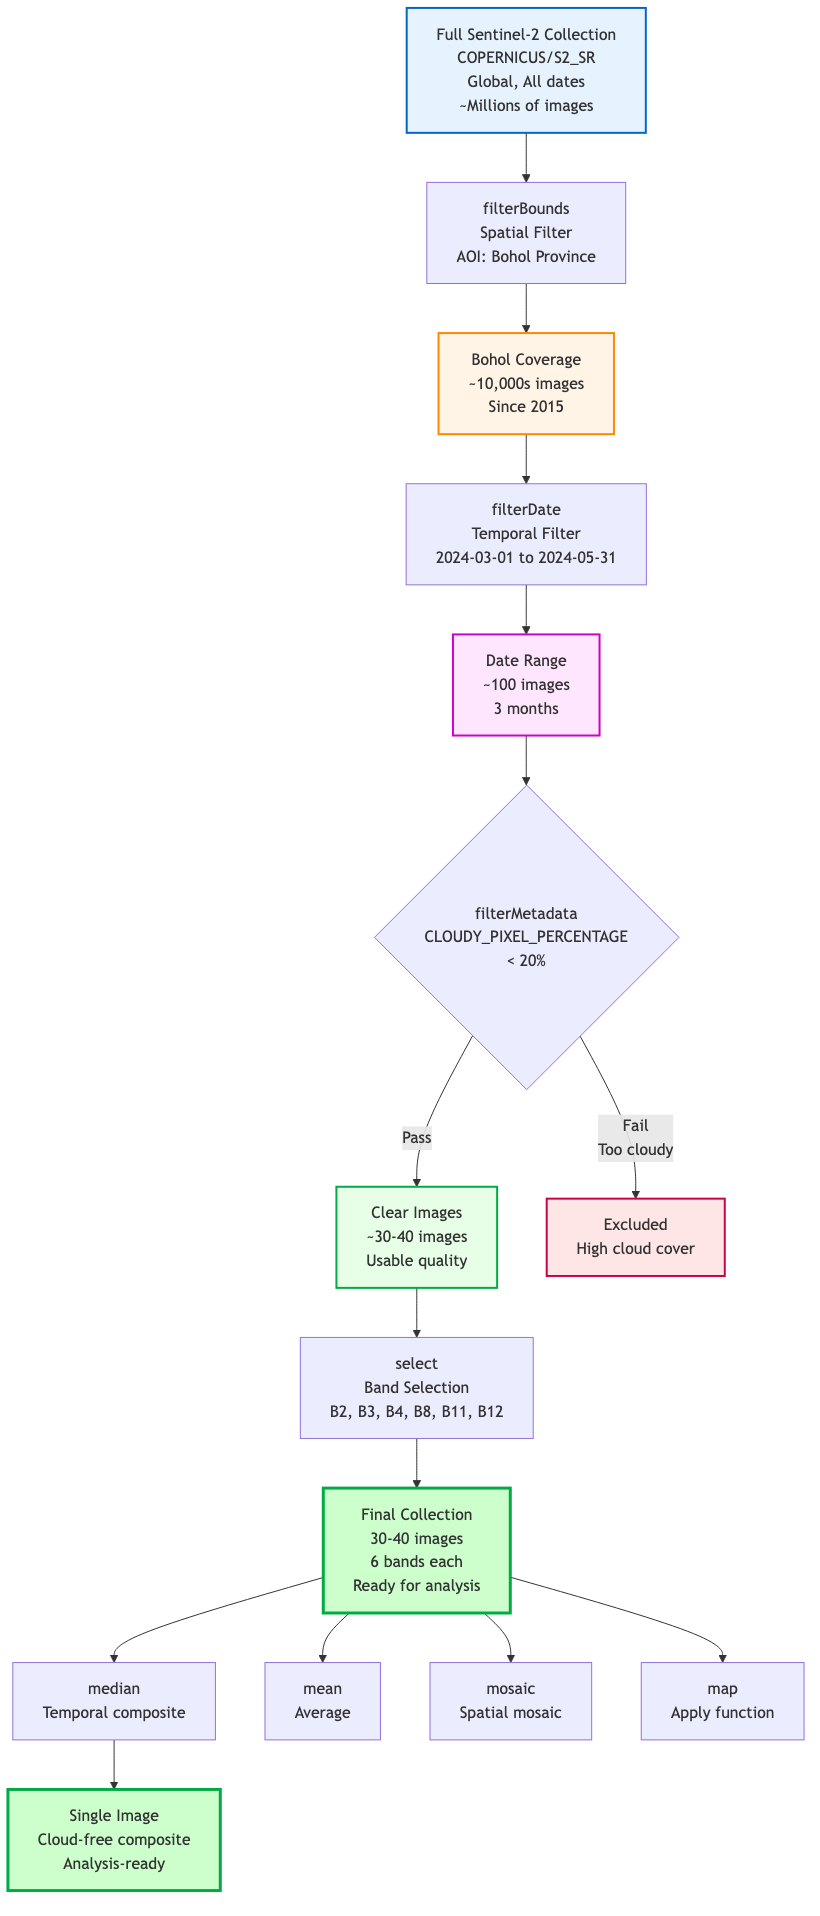 Full Sentinel-2 Collection
COPERNICUS/S2_SR
Global, All dates
~Millions of images
filterBounds
Spatial Filter
AOI: Bohol Province
Bohol Coverage
~10,000s images
Since 2015
filterDate
Temporal Filter
2024-03-01 to 2024-05-31
Date Range
~100 images
3 months
filterMetadata
CLOUDY_PIXEL_PERCENTAGE
< 20%
Pass
Fail
Too cloudy
Clear Images
~30-40 images
Usable quality
Excluded
High cloud cover
select
Band Selection
B2, B3, B4, B8, B11, B12
Final Collection
30-40 images
6 bands each
Ready for analysis
median
Temporal composite
mean
Average
mosaic
Spatial mosaic
map
Apply function
Single Image
Cloud-free composite
Analysis-ready